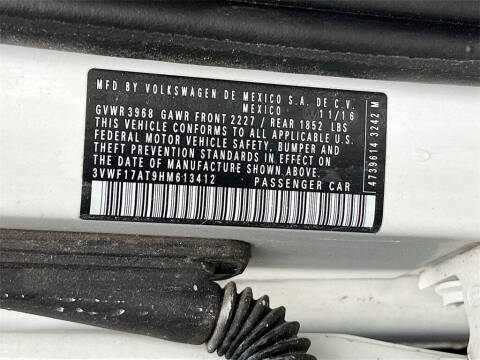 MFD BY VOLKSWAGEN DE MEXICO S.A. DE C.V.
MEXICO 11/16
GVWR3968 GAWR FRONT 2227 / REAR 1852 LBS
THIS VEHICLE CONFORMS TO ALL APPLICABLE U.S.
FEDERAL MOTOR VEHICLE SAFETY, BUMPER AND
THEFT PREVENTION STANDARDS IN EFFECT ON
THE DATE OF MANUFACTURE SHOWN ABOVE.
3VWF17AT9HM613412 PASSENGER CAR
4739614 3242 M